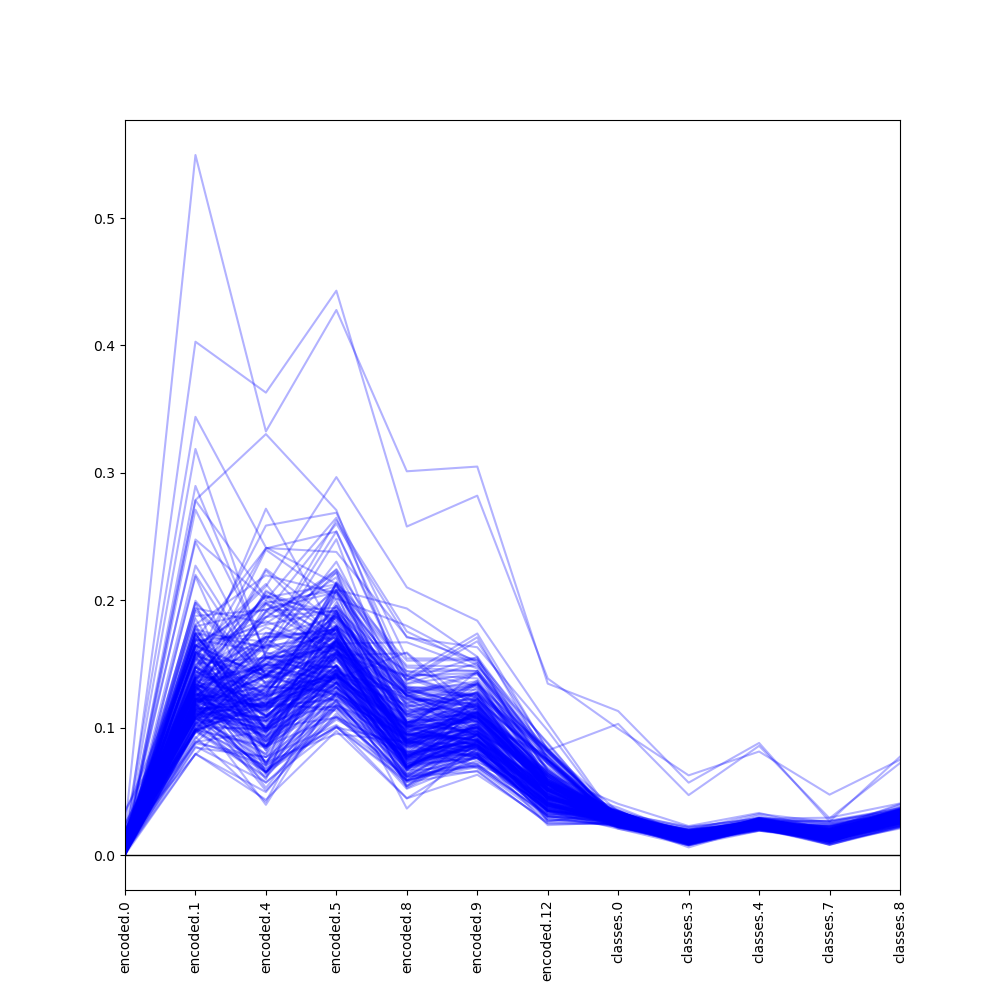 0.5
0.4
0.3
0.2
0.1
0.0
encoded.0
encoded.1
encoded.4
encoded.5
encoded.8
encoded.9
encoded.12
classes.0
classes.3
classes.4
classes.7
classes.8